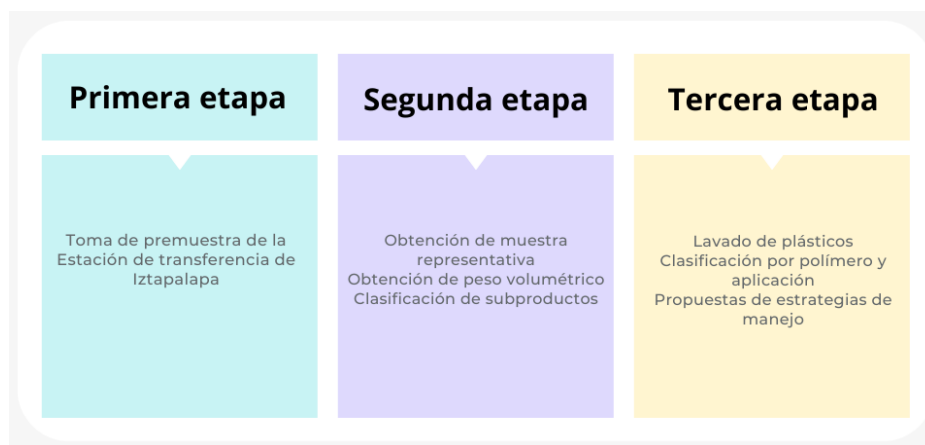 Primera etapa
Toma de premuestra de la
Estación de transferencia de
Iztapalapa
Segunda etapa
Obtención de muestra
representativa
Obtención de peso volumétrico
Clasificación de subproductos
Tercera etapa
Lavado de plásticos
Clasificación por polímero y
aplicación
Propuestas de estrategias de
manejo